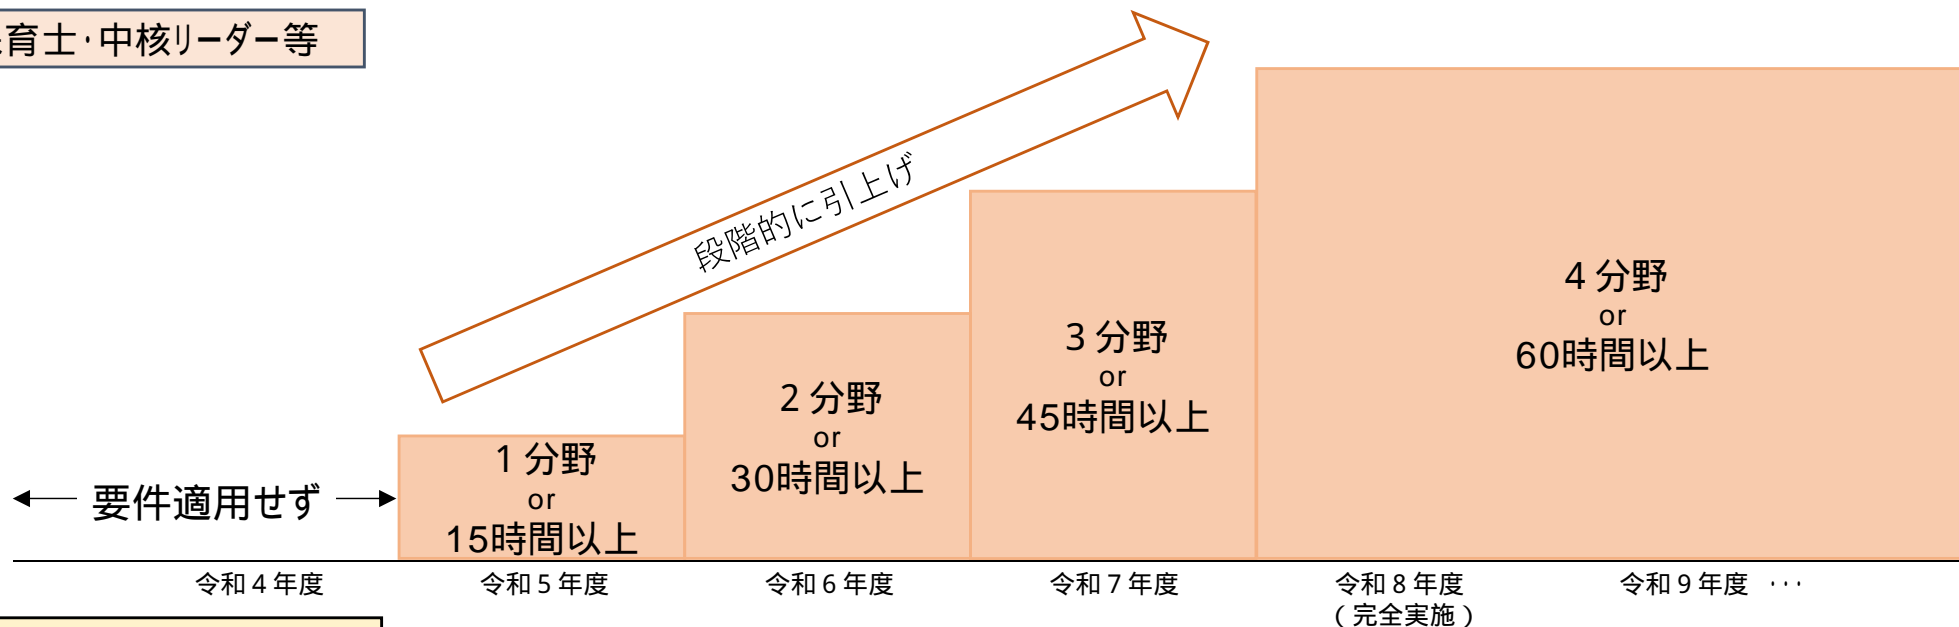 育士・中核リーダー等
段階的に引上げ
4 分野
or
60時間以上
3 分野
or
45時間以上
2 分野
or
30時間以上
1 分野
or
15時間以上
要件適用せず
令和4年度
令和5年度
令和6年度
令和7年度
令和8年度
(完全実施)
令和9年度 ・・・